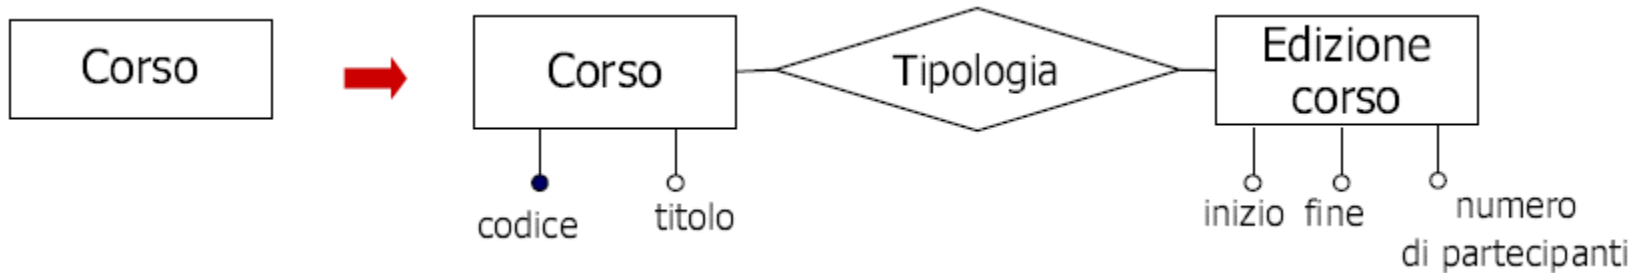 Corso
Corso
Tipologia
Edizione
corso
codice
titolo
inizio
fine
numero
di partecipanti